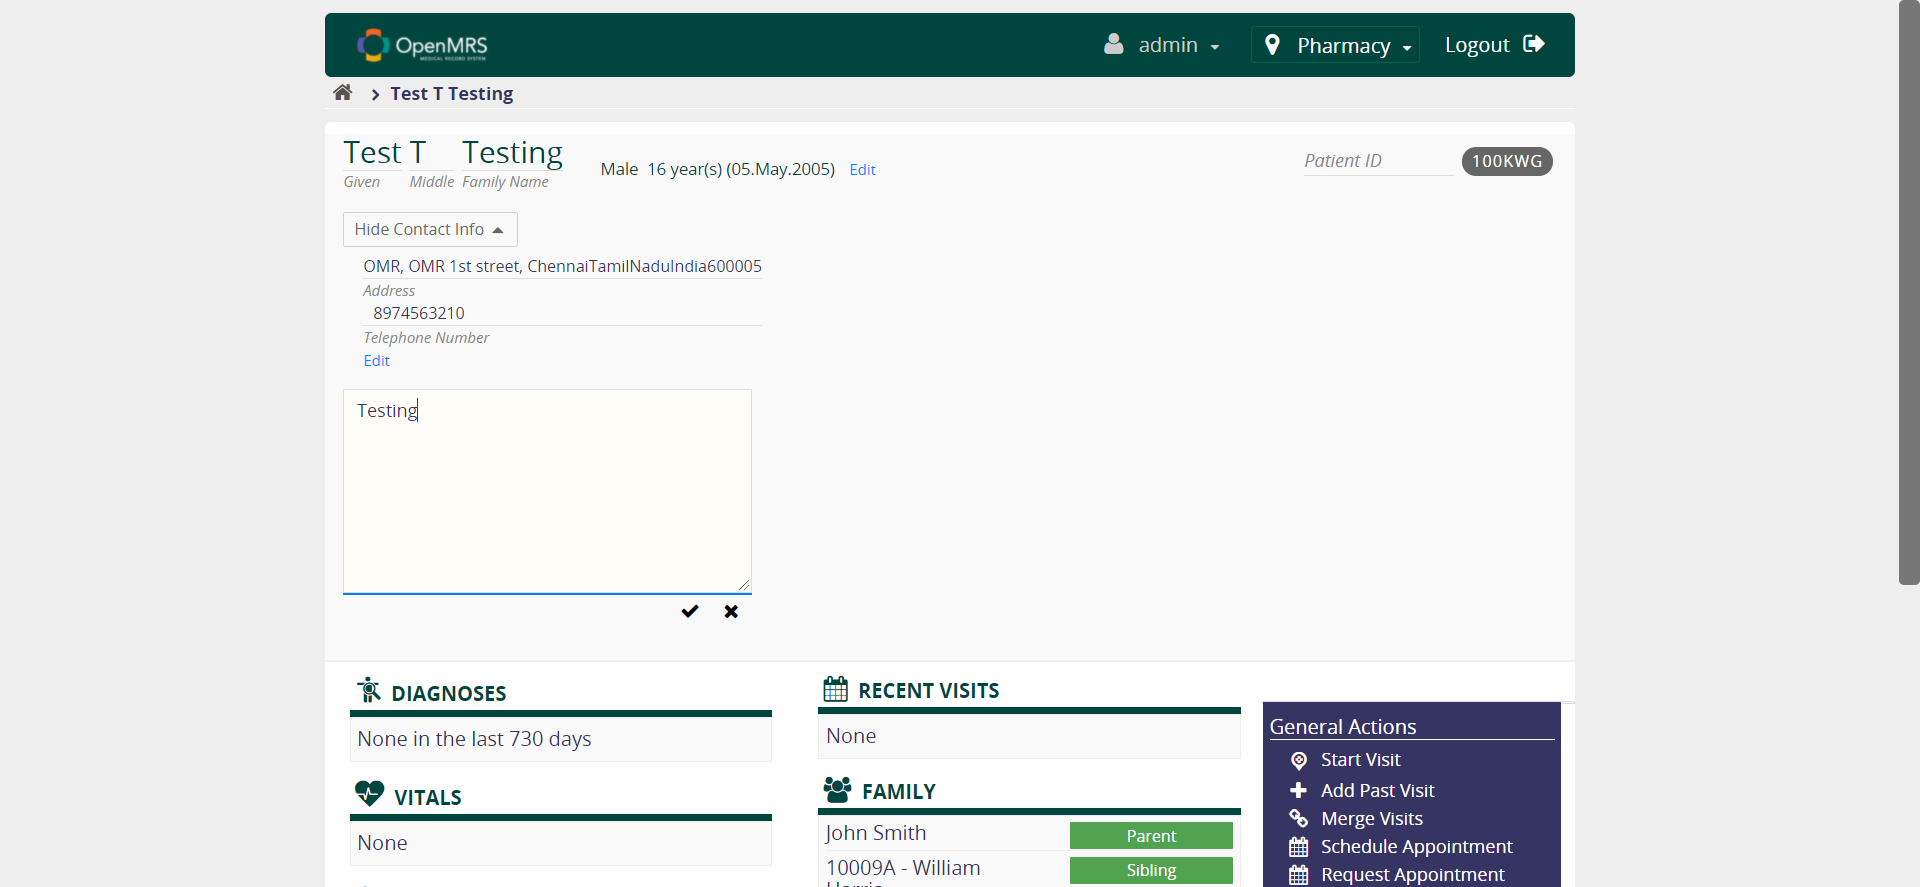 OpenMRS
MEDICAL RECORD SYSTEM
admin
Pharmacy
Logout
Test T Testing
Test T Testing
Given Middle Family Name
Male 16 year(s) (05.May.2005) Edit
Patient ID 100KWG
Hide Contact Info
OMR, OMR 1st street, ChennaiTamilNaduIndia600005
Address
8974563210
Telephone Number
Edit
Testing
DIAGNOSES
None in the last 730 days
VITALS
None
RECENT VISITS
None
FAMILY
John Smith Parent
10009A - William Sibling
General Actions
Start Visit
Add Past Visit
Merge Visits
Schedule Appointment
Request Appointment